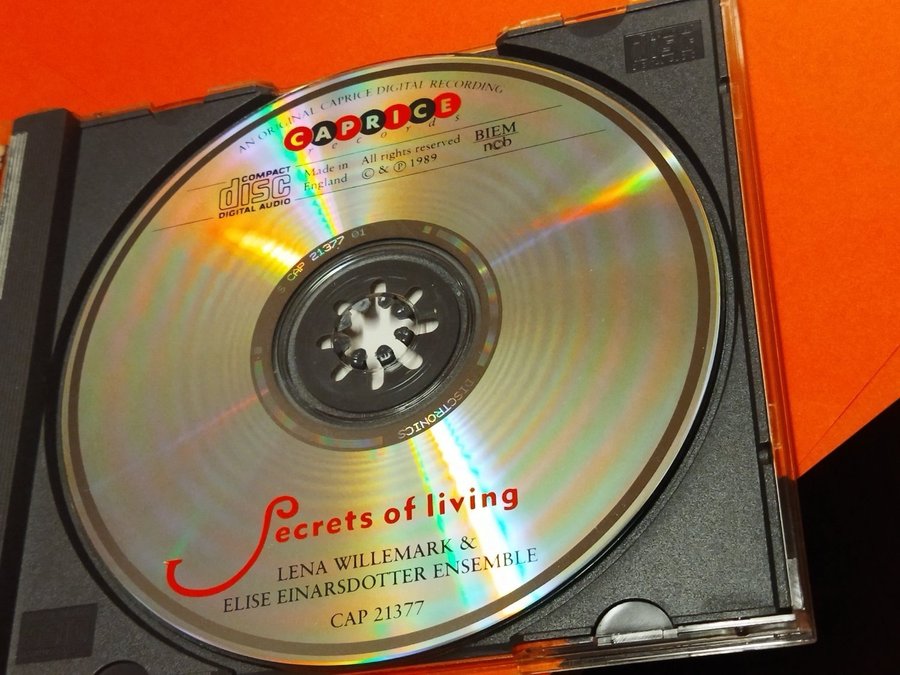 AN ORIGINAL CAPRICE DIGITAL RECORDING
CAPRICE
records
COMPACT
disc
DIGITAL AUDIO
Made in
England
All rights reserved
© & ℗ 1989
BIEM
ncb
S CAP 21377 01
DISCTRONICS
Secrets of living
LENA WILLEMARK &
ELISE EINARSDOTTER ENSEMBLE
CAP 21377